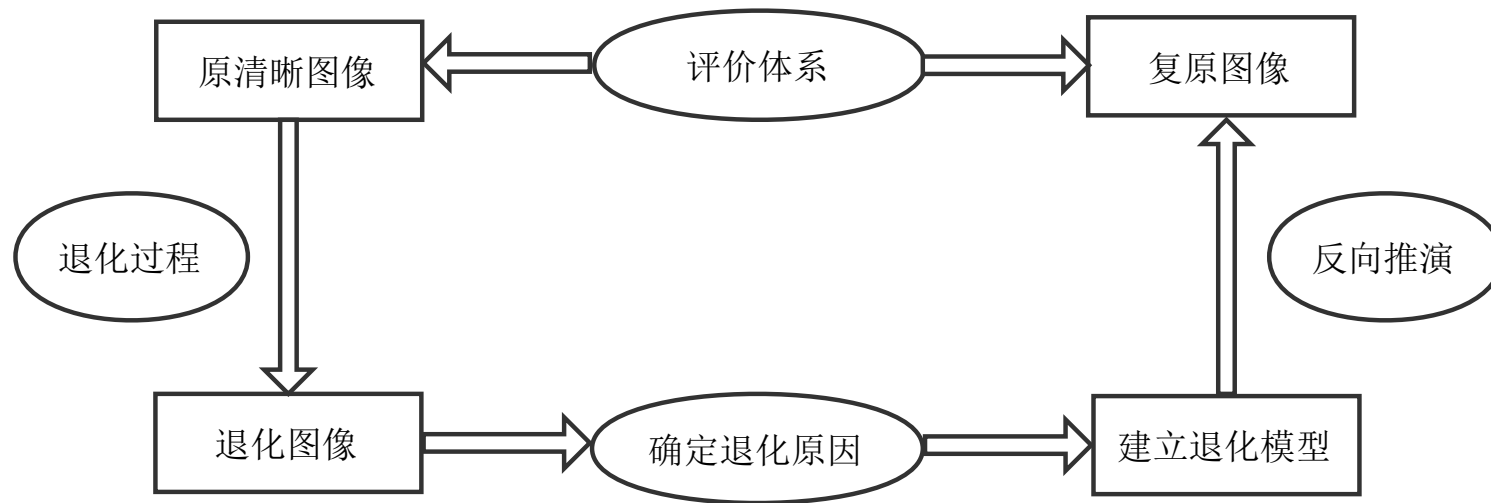 原清晰图像
评价体系
复原图像
退化过程
反向推演
退化图像
确定退化原因
建立退化模型